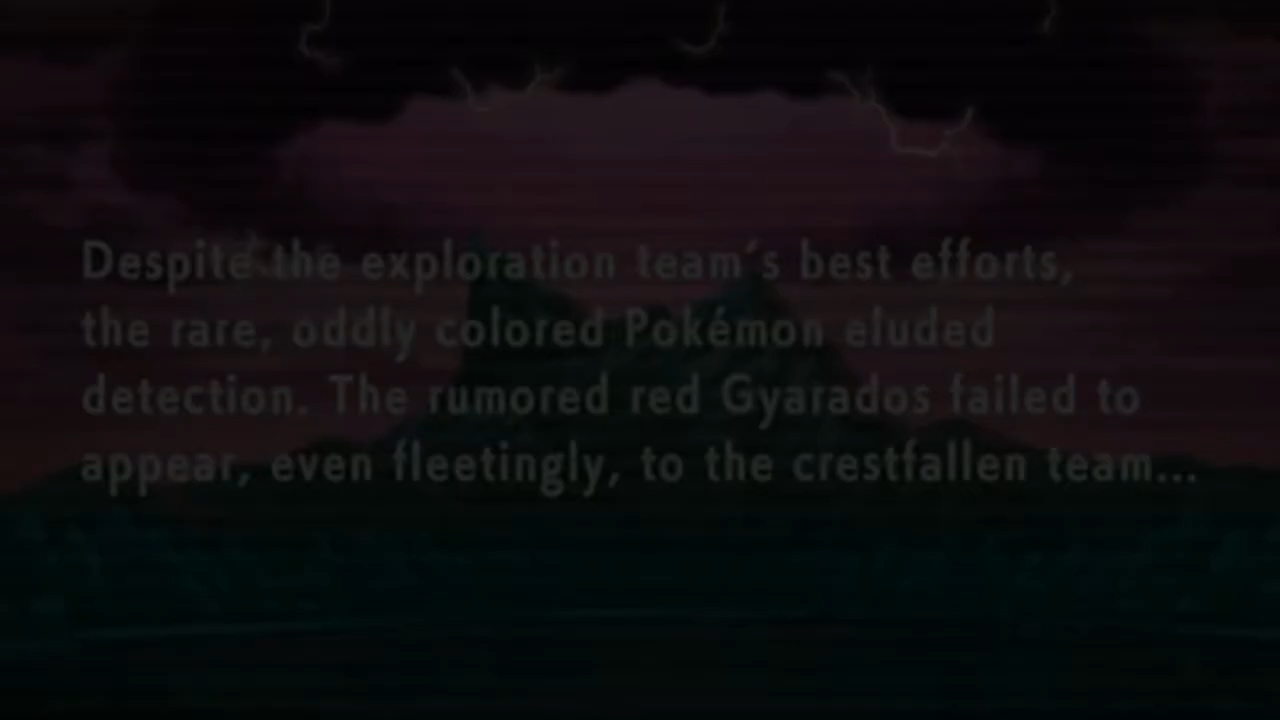 Despite the exploration team´s best efforts,
the rare, oddly colored Pokémon eluded
detection. The rumored red Gyarados failed to
appear, even fleetingly, to the crestfallen team...